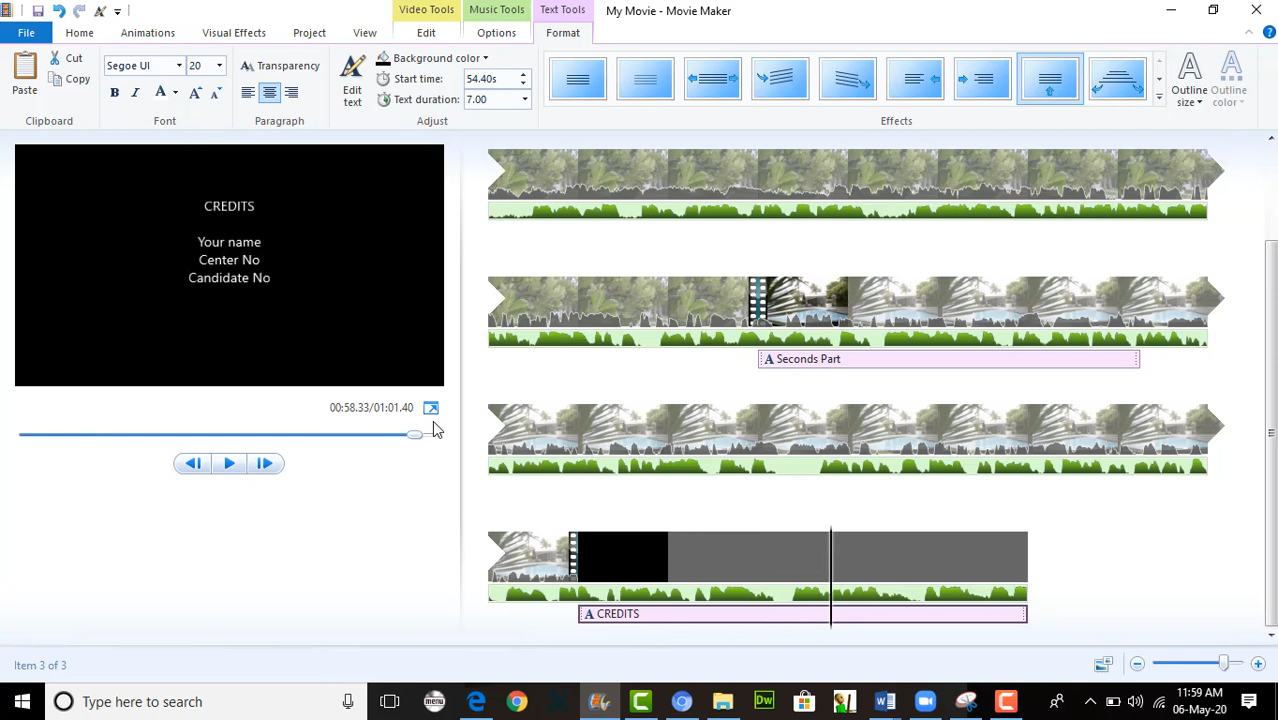 Video Tools
Music Tools
Text Tools
My Movie - Movie Maker
File
Home
Animations
Visual Effects
Project
View
Edit
Options
Format
Paste
Cut
Copy
Segoe UI
20
B
I
A
A
A
Transparency
Edit
text
Background color
Start time:
54.40s
Text duration:
7.00
Outline
size
Outline
color
Clipboard
Font
Paragraph
Adjust
Effects
CREDITS
Your name
Center No
Candidate No
00:58.33/01:01.40
A Seconds Part
A CREDITS
Item 3 of 3
Type here to search
menu
Dw
11:59 AM
06-May, 20